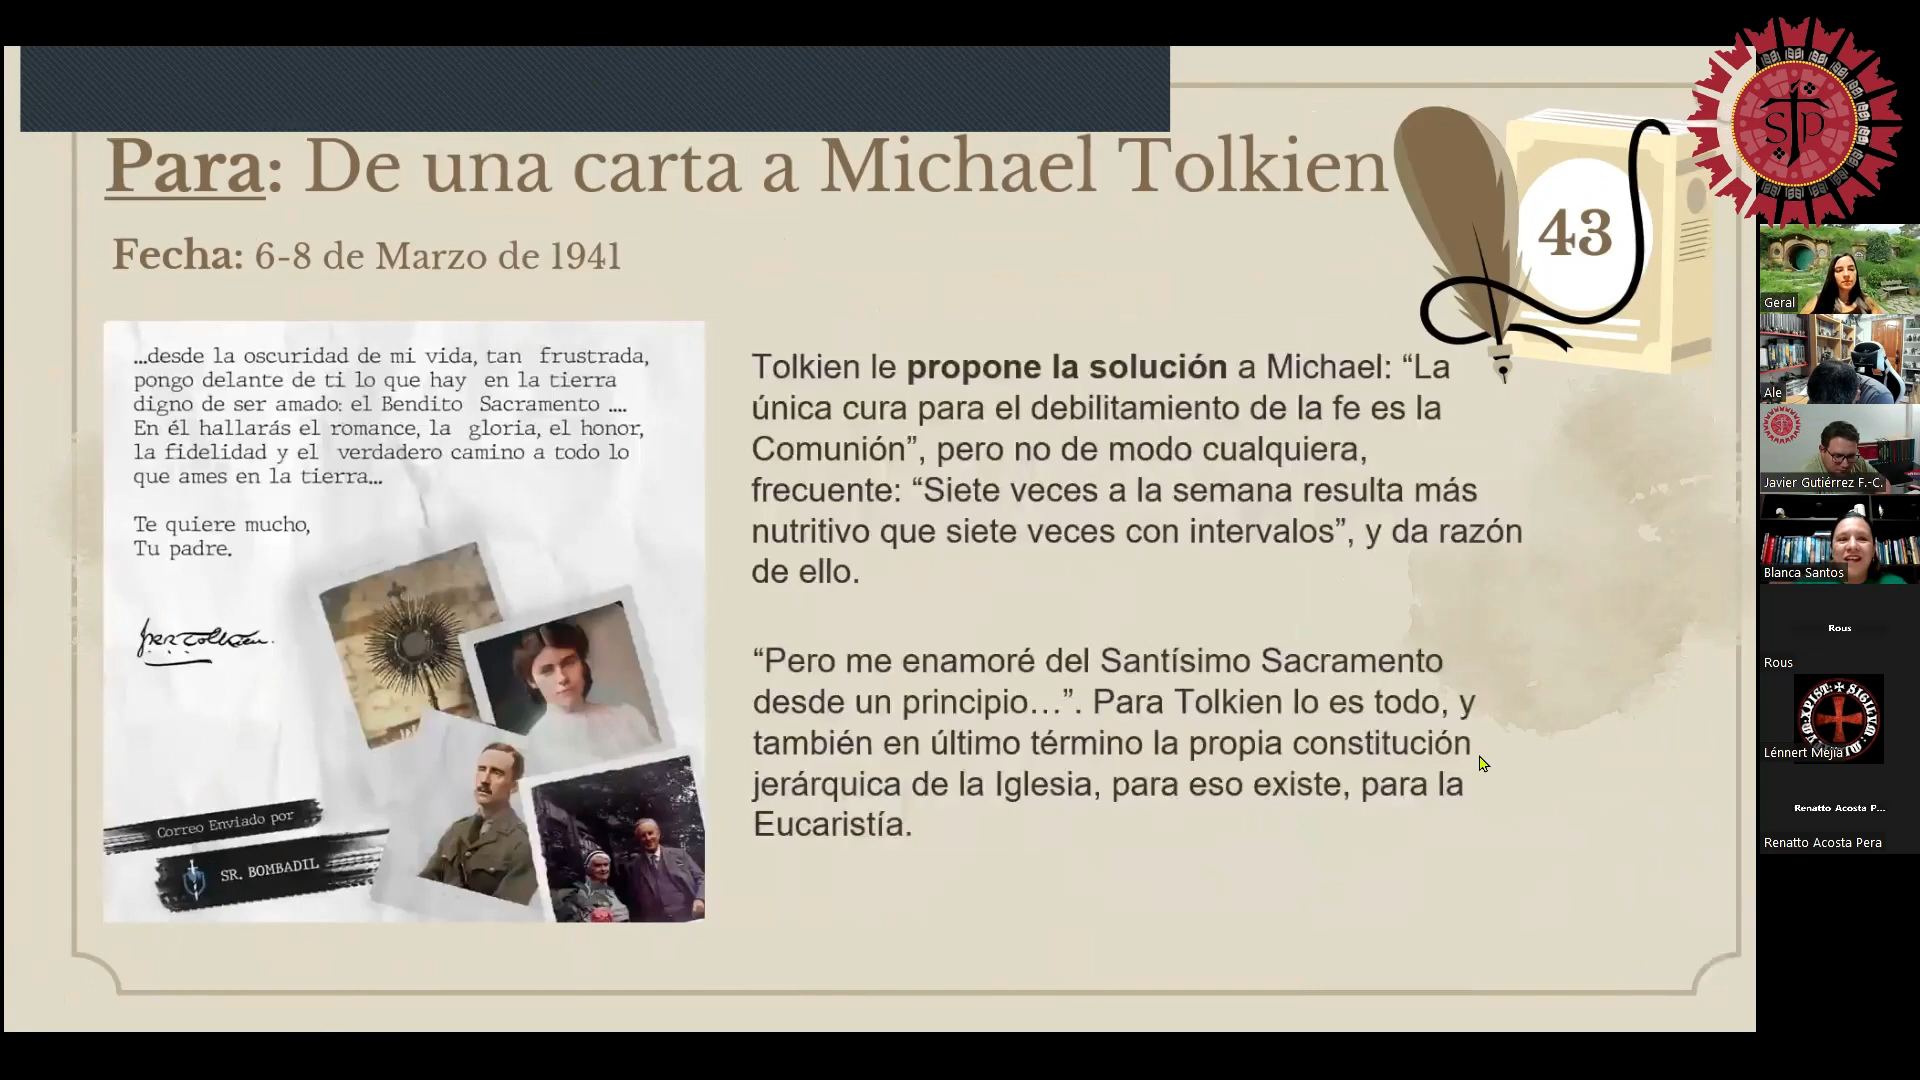 Para: De una carta a Michael Tolkien
43
Fecha: 6-8 de Marzo de 1941
...desde la oscuridad de mi vida, tan frustrada,
pongo delante de ti lo que hay en la tierra
digno de ser amado: el Bendito Sacramento ....
En él hallarás el romance, la gloria, el honor,
la fidelidad y el verdadero camino a todo lo
que ames en la tierra...
Te quiere mucho,
Tu padre.
Correo Enviado por
SR. BOMBADIL
Tolkien le propone la solución a Michael: “La
única cura para el debilitamiento de la fe es la
Comunión”, pero no de modo cualquiera,
frecuente: “Siete veces a la semana resulta más
nutritivo que siete veces con intervalos”, y da razón
de ello.
“Pero me enamoré del Santísimo Sacramento
desde un principio…”. Para Tolkien lo es todo, y
también en último término la propia constitución
jerárquica de la Iglesia, para eso existe, para la
Eucaristía.
STP
Geral
Ale
Javier Gutiérrez F.-C.
Blanca Santos
Rous
Rous
Lénnert Mejía
Renatto Acosta P...
Renatto Acosta Pera